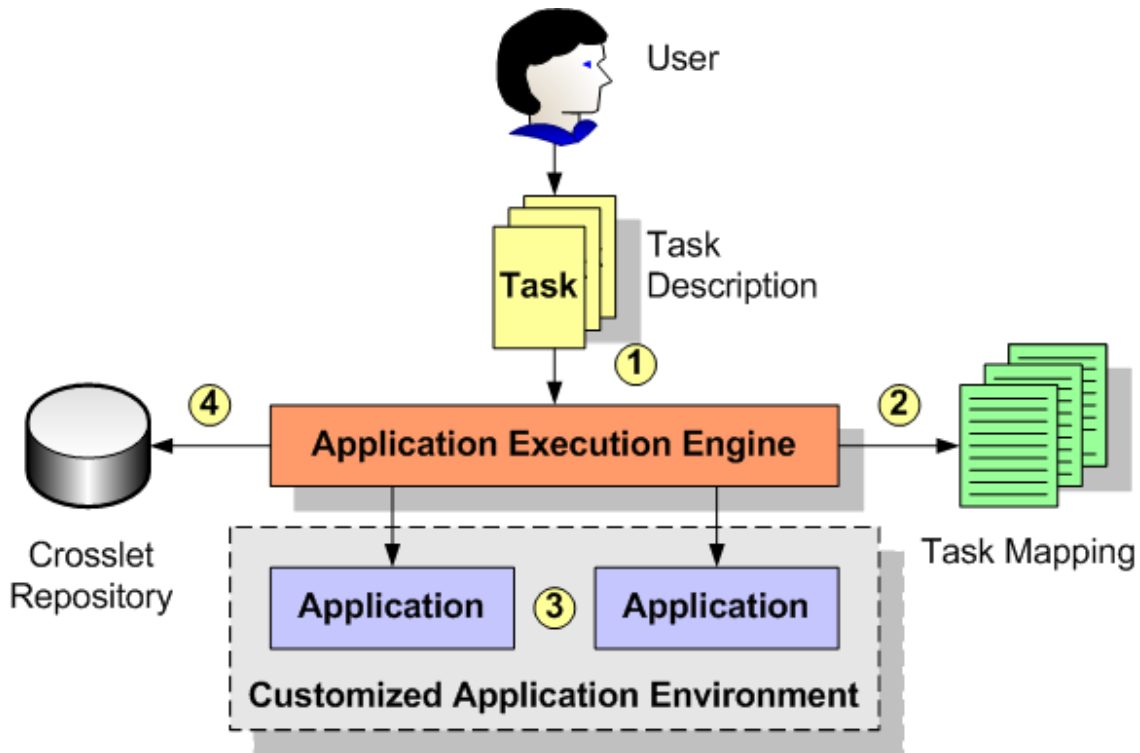 User
Task
Description
Task
1
4
2
Application Execution Engine
Crosslet
Repository
Task Mapping
Application
3
Application
Customized Application Environment